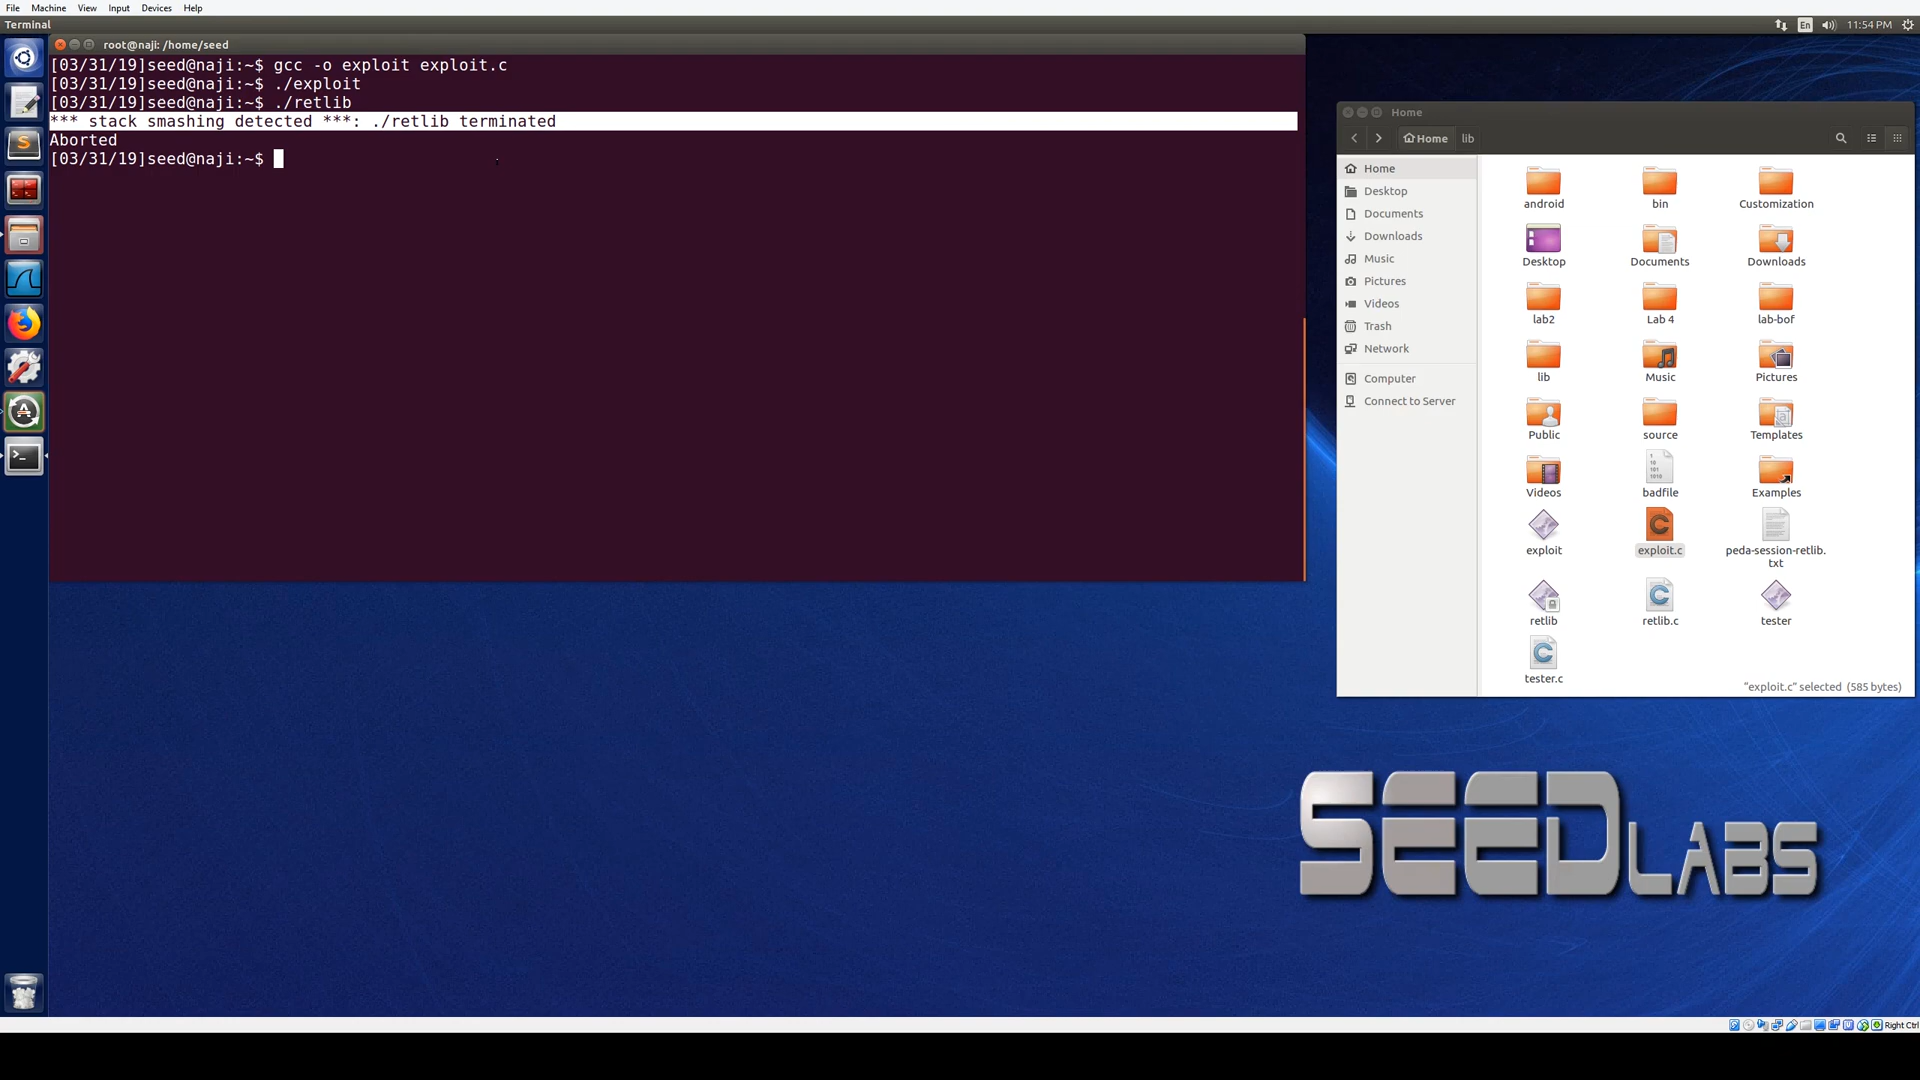 File Machine View Input Devices Help
Terminal
En 11:54 PM
root@naji: /home/seed
[03/31/19]seed@naji:~$ gcc -o exploit exploit.c
[03/31/19]seed@naji:~$ ./exploit
[03/31/19]seed@naji:~$ ./retlib
*** stack smashing detected ***: ./retlib terminated
Aborted
[03/31/19]seed@naji:~$
Home
Home lib
Home
Desktop
Documents
Downloads
Music
Pictures
Videos
Trash
Network
Computer
Connect to Server
android bin Customization
Desktop Documents Downloads
lab2 Lab 4 lab-bof
lib Music Pictures
Public source Templates
Videos badfile Examples
exploit exploit.c peda-session-retlib.
txt
retlib retlib.c tester
tester.c
"exploit.c" selected (585 bytes)
SEEDLABS
Right Ctrl